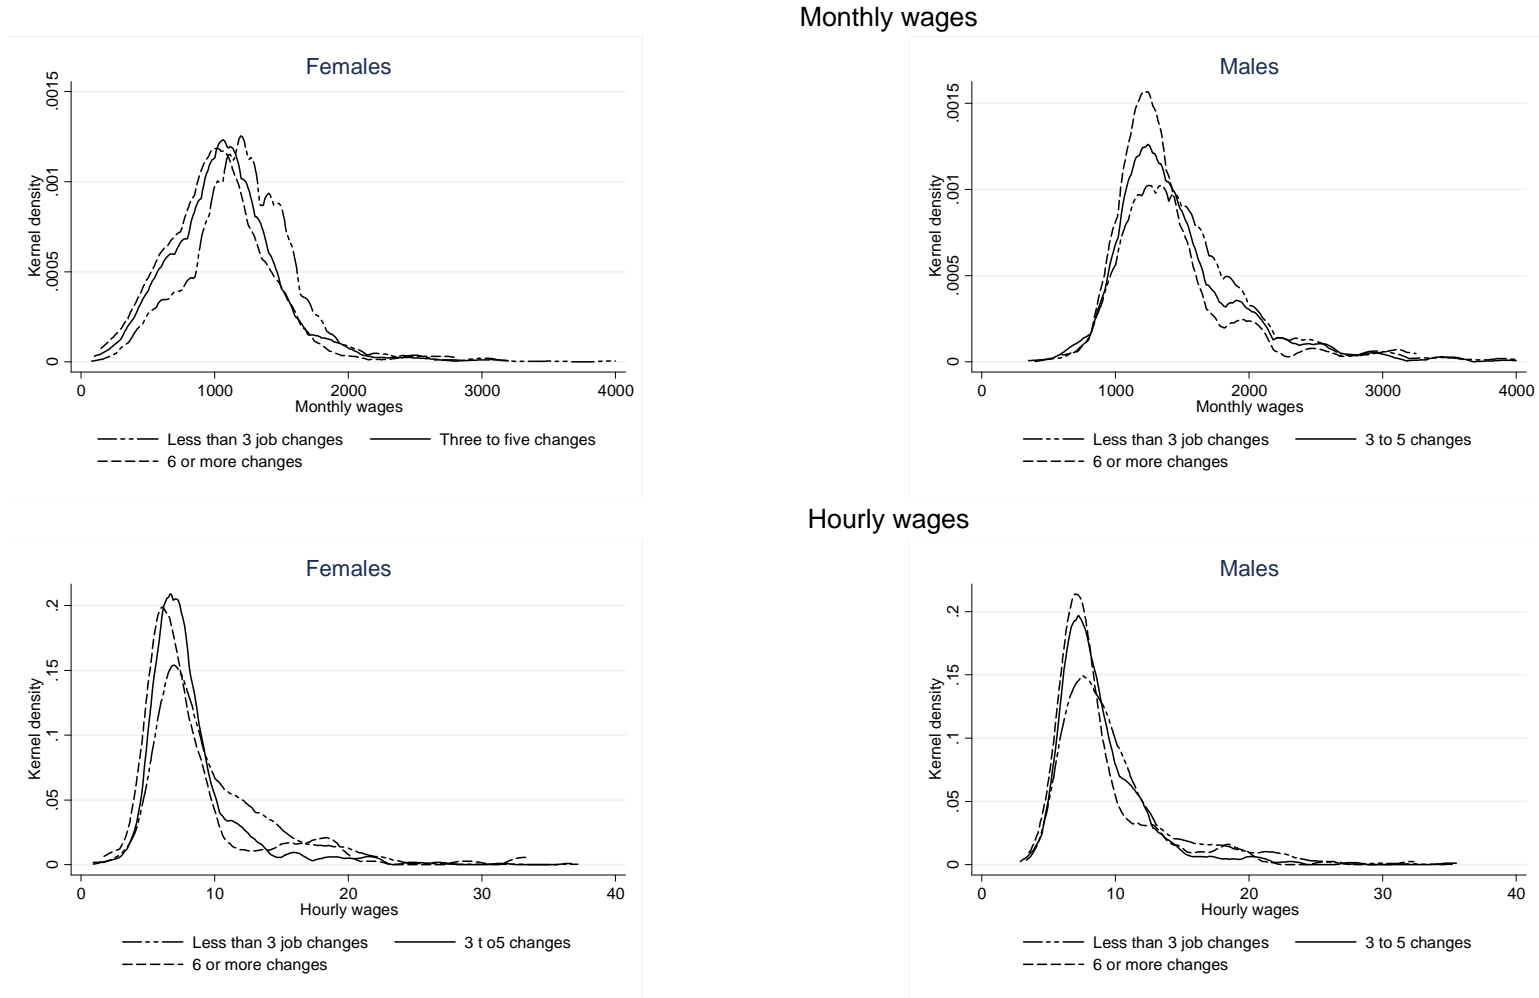 Monthly wages
Females
Kernel density
0 .0005 .001 .0015
0 1000 2000 3000 4000
Monthly wages
Less than 3 job changes Three to five changes
6 or more changes
Males
Kernel density
0 .0005 .001 .0015
0 1000 2000 3000 4000
Monthly wages
Less than 3 job changes 3 to 5 changes
6 or more changes
Hourly wages
Females
Kernel density
0 .05 .1 .15 .2
0 10 20 30 40
Hourly wages
Less than 3 job changes 3 t o5 changes
6 or more changes
Males
Kernel density
0 .05 .1 .15 .2
0 10 20 30 40
Hourly wages
Less than 3 job changes 3 to 5 changes
6 or more changes